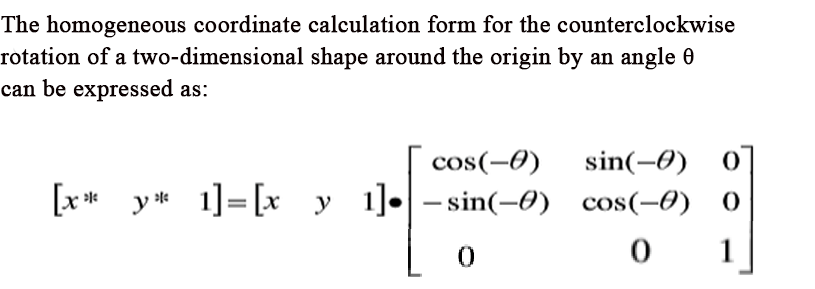 The homogeneous coordinate calculation form for the counterclockwise
rotation of a two-dimensional shape around the origin by an angle θ
can be expressed as:
cos(−θ) sin(−θ) 0
[x* y* 1]=[x y 1]•[− sin(−θ) cos(−θ) 0]
0 0 1